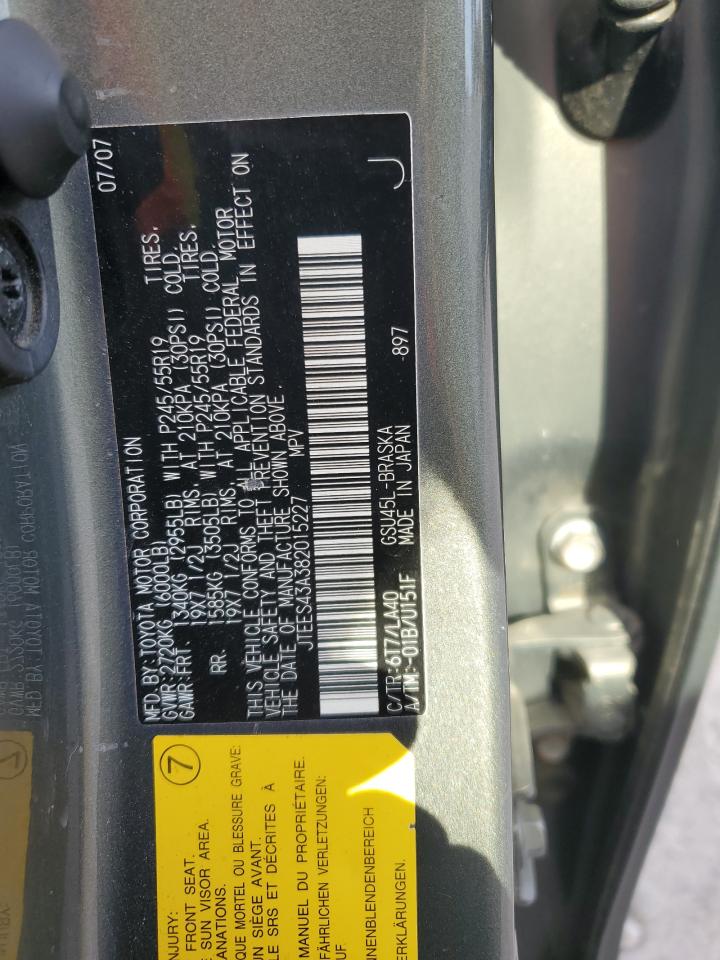 MFD.BY:TOYOTA MOTOR CORPORATION 07/07
GVWR:2720KG (6000LB)
GAWR:FRT. 1340KG (2955LB) WITH P245/55R19 TIRES,
19X7 1/2J RIMS, AT 210KPA (30PSI) COLD.
RR. 1585KG (3505LB) WITH P245/55R19 TIRES,
19X7 1/2J RIMS, AT 210KPA (30PSI) COLD.
THIS VEHICLE CONFORMS TO ALL APPLICABLE FEDERAL MOTOR
VEHICLE SAFETY AND THEFT PREVENTION STANDARDS IN EFFECT ON
THE DATE OF MANUFACTURE SHOWN ABOVE.
JTEES43A382015227 MPV
J
C/TR:6T7/LA40 GSU45L-BRASKA -897
A/TM:-01B/U151F MADE IN JAPAN
7
NJURY:
FRONT SEAT.
SUN VISOR AREA.
ANATIONS.
QUE MORTEL OU BLESSURE GRAVE:
UN SIÈGE AVANT.
LE SRS ET DÉCRITES À
MANUEL DU PROPRIÉTAIRE.
FÄHRLICHEN VERLETZUNGEN:
UF
NNENBLENDENBEREICH
ERKLÄRUNGEN.